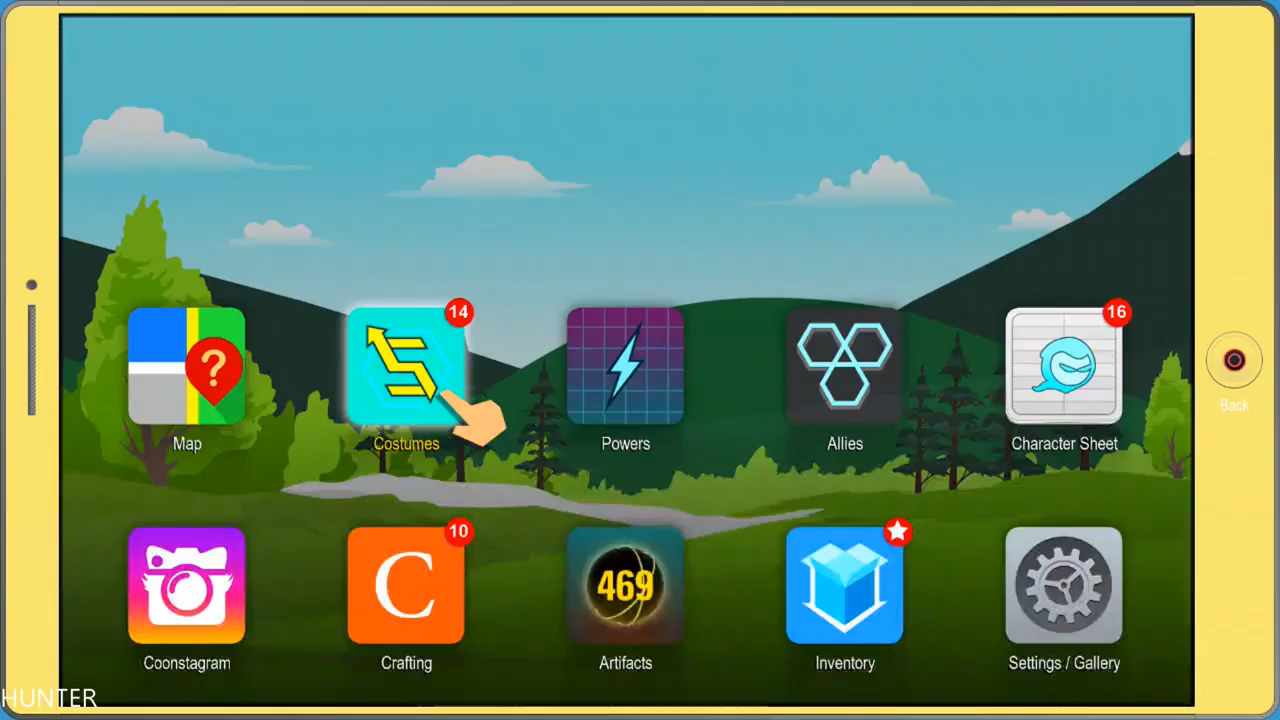 14
16
?
Map
Costumes
Powers
Allies
Character Sheet
Back
10
C
469
Coonstagram
Crafting
Artifacts
Inventory
Settings / Gallery
HUNTER